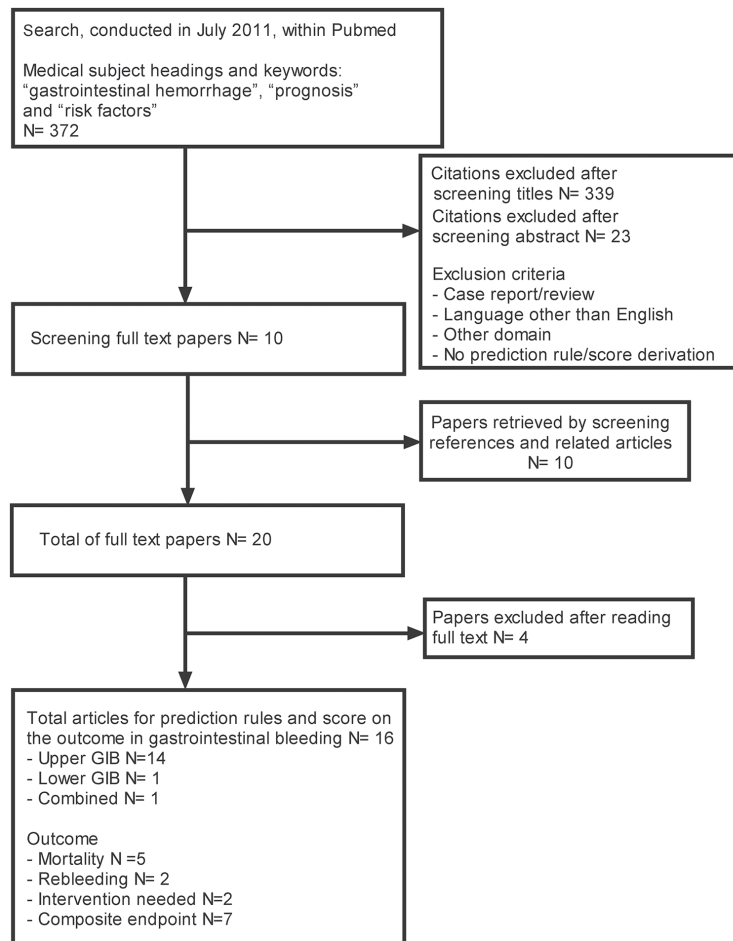 Search, conducted in July 2011, within Pubmed
Medical subject headings and keywords:
“gastrointestinal hemorrhage”, “prognosis”
and “risk factors”
N= 372
Citations excluded after
screening titles N= 339
Citations excluded after
screening abstract N= 23
Exclusion criteria
- Case report/review
- Language other than English
- Other domain
- No prediction rule/score derivation
Screening full text papers N= 10
Papers retrieved by screening
references and related articles
N= 10
Total of full text papers N= 20
Papers excluded after reading
full text N= 4
Total articles for prediction rules and score on
the outcome in gastrointestinal bleeding N= 16
- Upper GIB N=14
- Lower GIB N= 1
- Combined N= 1
Outcome
- Mortality N =5
- Rebleeding N= 2
- Intervention needed N=2
- Composite endpoint N=7